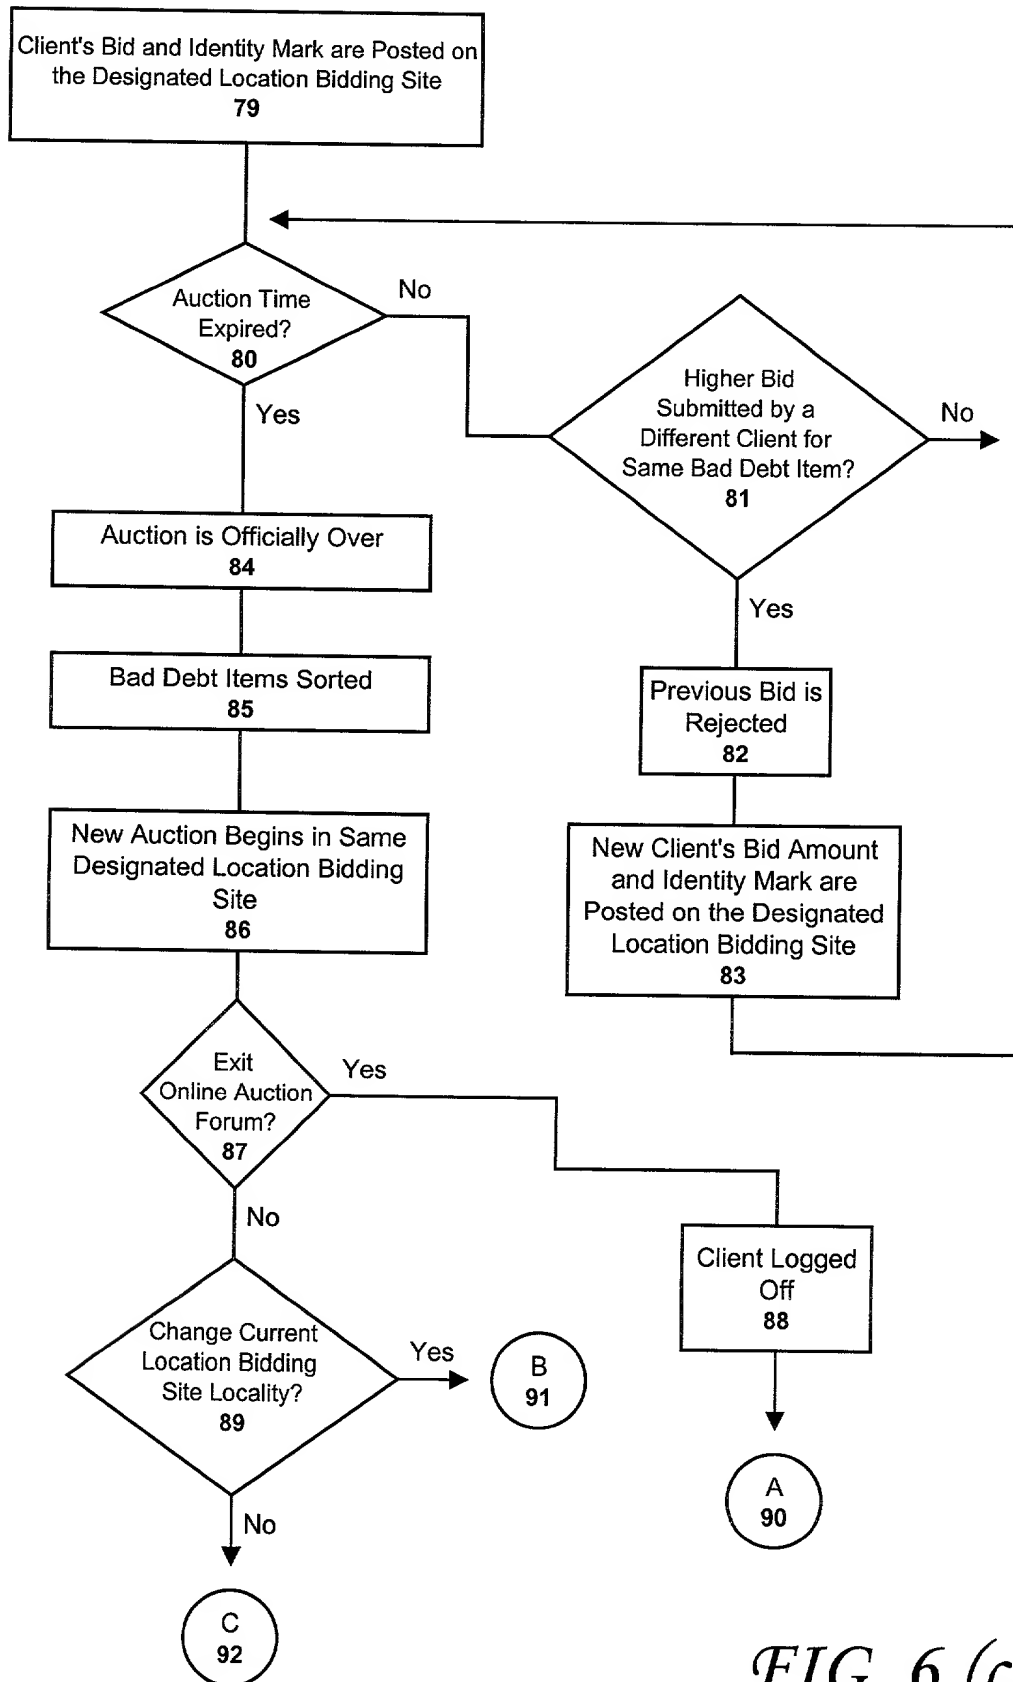 Client's Bid and Identity Mark are Posted on
the Designated Location Bidding Site
79
Auction Time
Expired?
80
No
Yes
Higher Bid
Submitted by a
Different Client for
Same Bad Debt Item?
81
No
Yes
Auction is Officially Over
84
Bad Debt Items Sorted
85
Previous Bid is
Rejected
82
New Auction Begins in Same
Designated Location Bidding
Site
86
New Client's Bid Amount
and Identity Mark are
Posted on the Designated
Location Bidding Site
83
Exit
Online Auction
Forum?
87
Yes
No
Client Logged
Off
88
Change Current
Location Bidding
Site Locality?
89
Yes
B
91
No
A
90
C
92
FIG. 6 (c